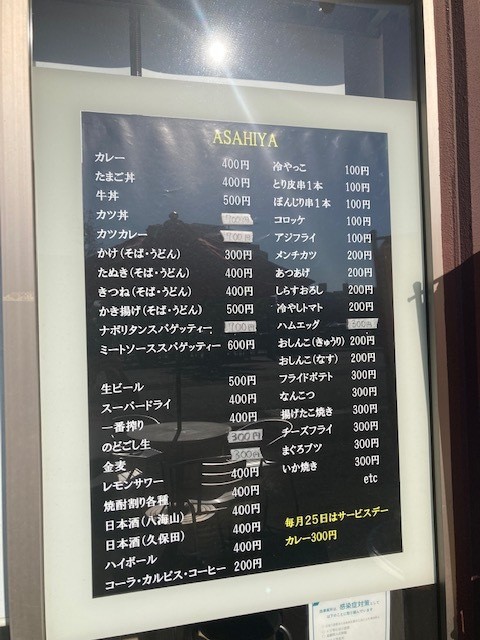 ASAHIYA
カレー 400円
たまご丼 400円
牛丼 500円
カツ丼 700円
カツカレー 700円
かけ(そば・うどん) 300円
たぬき(そば・うどん) 400円
きつね(そば・うどん) 400円
かき揚げ(そば・うどん) 500円
ナポリタンスパゲッティー 700円
ミートソーススパゲッティー 600円
生ビール 500円
スーパードライ 400円
一番搾り 400円
のどごし生 300円
金麦 300円
レモンサワー 400円
焼酎割り各種 400円
日本酒(八海山) 400円
日本酒(久保田) 400円
ハイボール 400円
コーラ・カルピス・コーヒー 200円
冷やっこ 100円
とり皮串1本 100円
ぼんじり串1本 100円
コロッケ 100円
アジフライ 100円
メンチカツ 200円
あつあげ 200円
しらすおろし 200円
冷やしトマト 200円
ハムエッグ
おしんこ(きゅうり) 200円
おしんこ(なす) 200円
フライドポテト 300円
なんこつ 300円
揚げたこ焼き 300円
チーズフライ 300円
まぐろブツ 300円
いか焼き 300円
etc
毎月25日はサービスデー
カレー300円
感染症対策